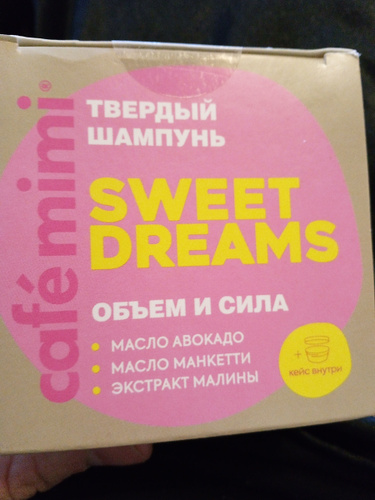 café mimi®
ТВЕРДЫЙ
ШАМПУНЬ
SWEET
DREAMS
ОБЪЕМ И СИЛА
• МАСЛО АВОКАДО
• МАСЛО МАНКЕТТИ
• ЭКСТРАКТ МАЛИНЫ
+
кейс внутри